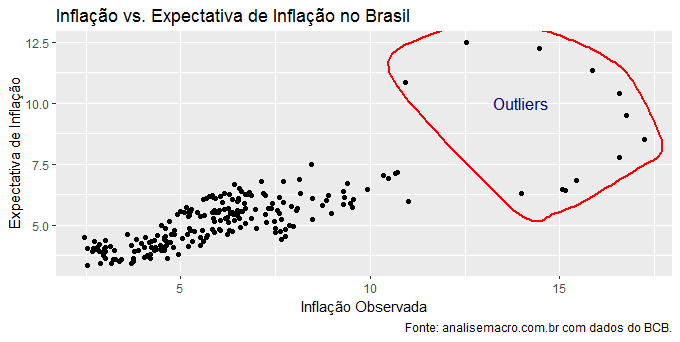 Inflação vs. Expectativa de Inflação no Brasil
12.5
10.0
7.5
5.0
Expectativa de Inflação
Outliers
5
10
15
Inflação Observada
Fonte: analisemacro.com.br com dados do BCB.